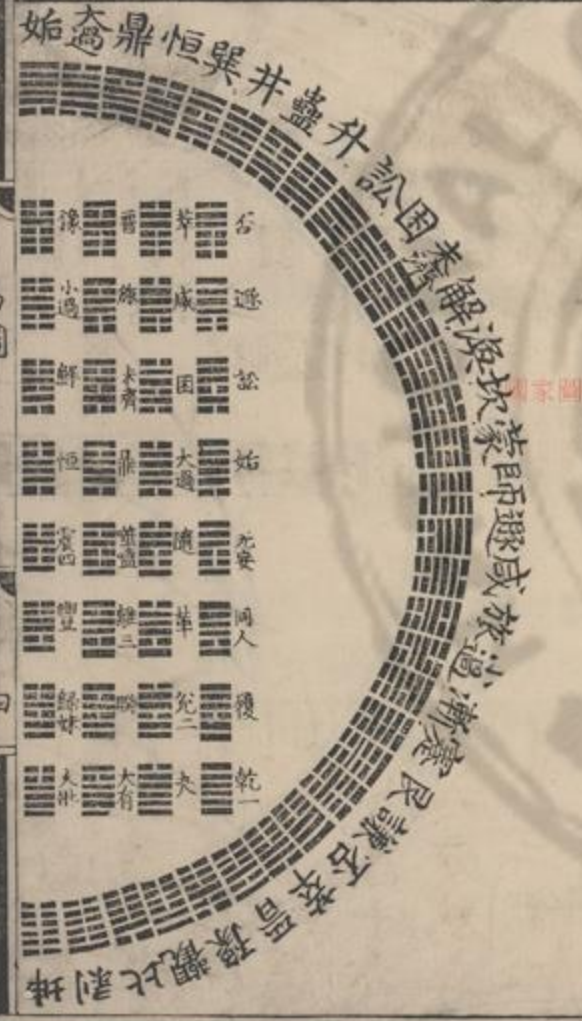 姤大過鼎恒巽井蠱升訟困未濟解渙坎蒙師遯咸旅小過漸蹇艮謙否萃晉豫觀比剥坤
否
萃
晉
豫
遯
咸
旅
小過
訟
困
未濟
解
姤
大過
鼎
恒
无妄
隨
噬嗑
震四
同人
革
離三
豐
履
兌二
睽
歸妹
乾一
夬
大有
大壯
國家圖